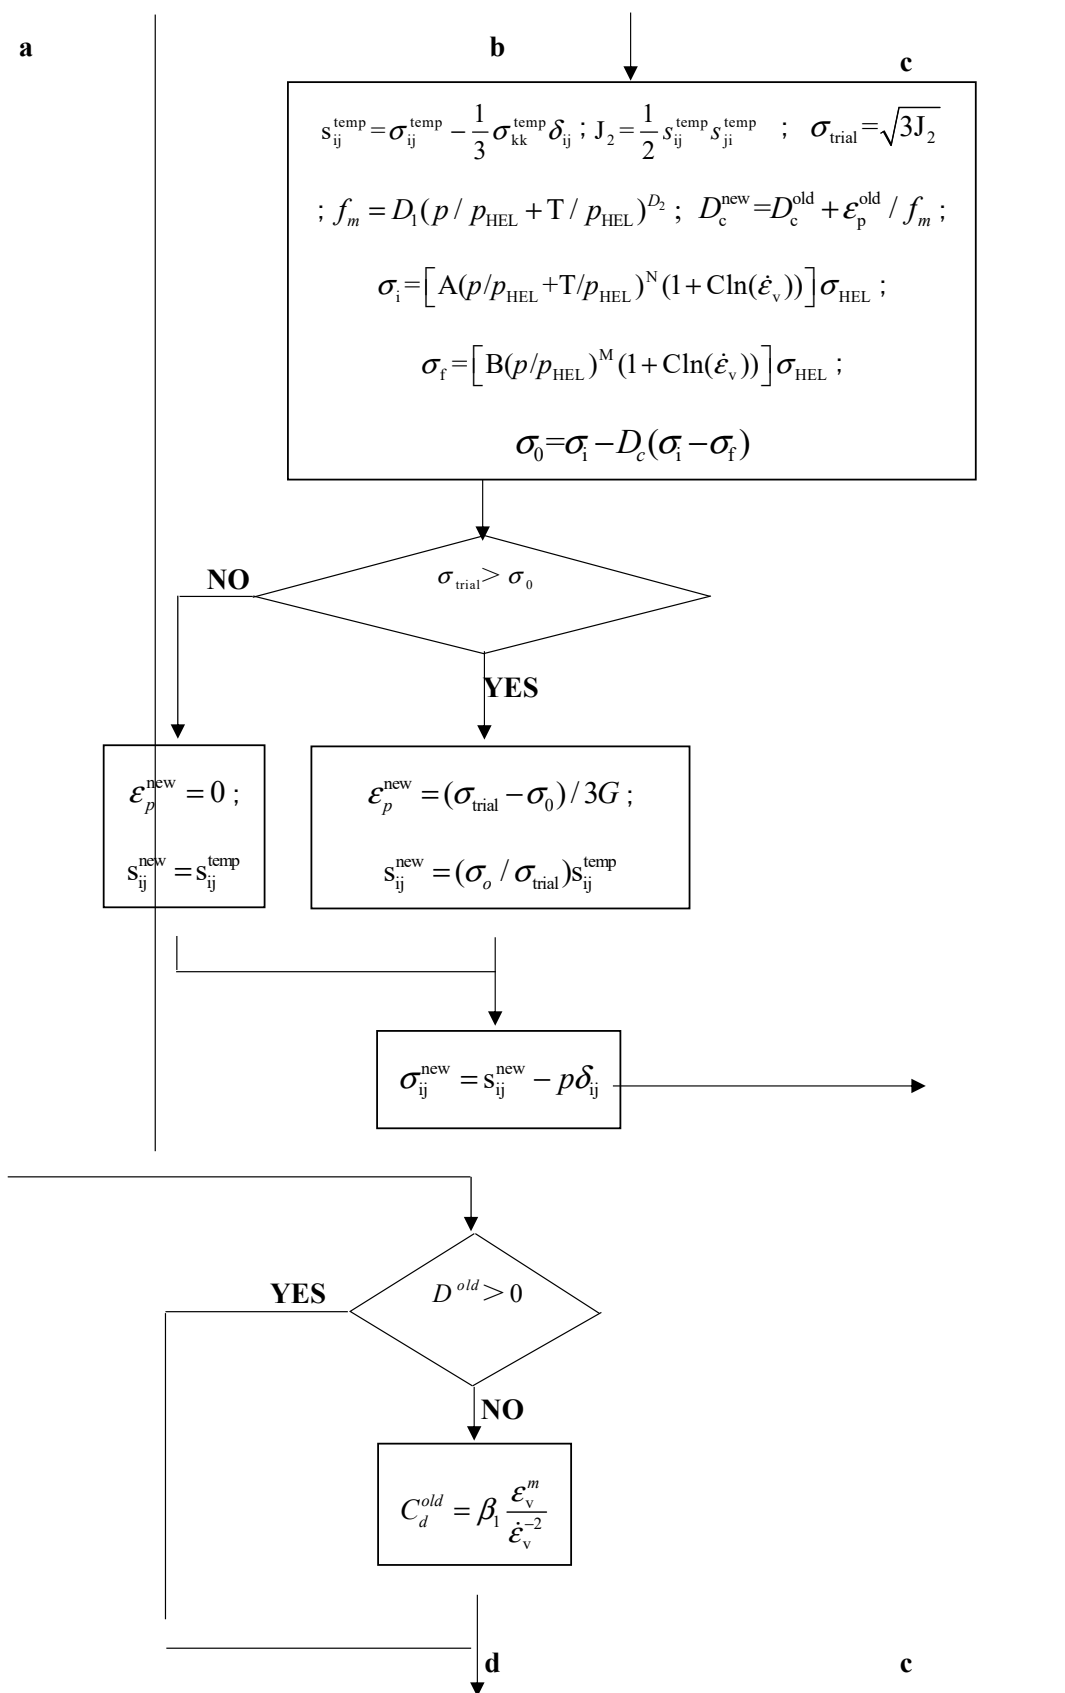 a
b
c
s_ij^temp = σ_ij^temp − 1/3 σ_kk^temp δ_ij ; J_2 = 1/2 s_ij^temp s_ji^temp ; σ_trial = √(3J_2)
; f_m = D_1(p / p_HEL + T / p_HEL)^D_2 ; D_c^new = D_c^old + ε_p^old / f_m ;
σ_i = [A(p/p_HEL + T/p_HEL)^N (1 + Cln(ε̇_v))] σ_HEL ;
σ_f = [B(p/p_HEL)^M (1 + Cln(ε̇_v))] σ_HEL ;
σ_0 = σ_i − D_c(σ_i − σ_f)
σ_trial > σ_0
NO
YES
ε_p^new = 0 ;
s_ij^new = s_ij^temp
ε_p^new = (σ_trial − σ_0) / 3G ;
s_ij^new = (σ_o / σ_trial) s_ij^temp
σ_ij^new = s_ij^new − pδ_ij
D^old > 0
YES
NO
C_d^old = β_1 ε_v^m / ε̇_v^−2
d
c